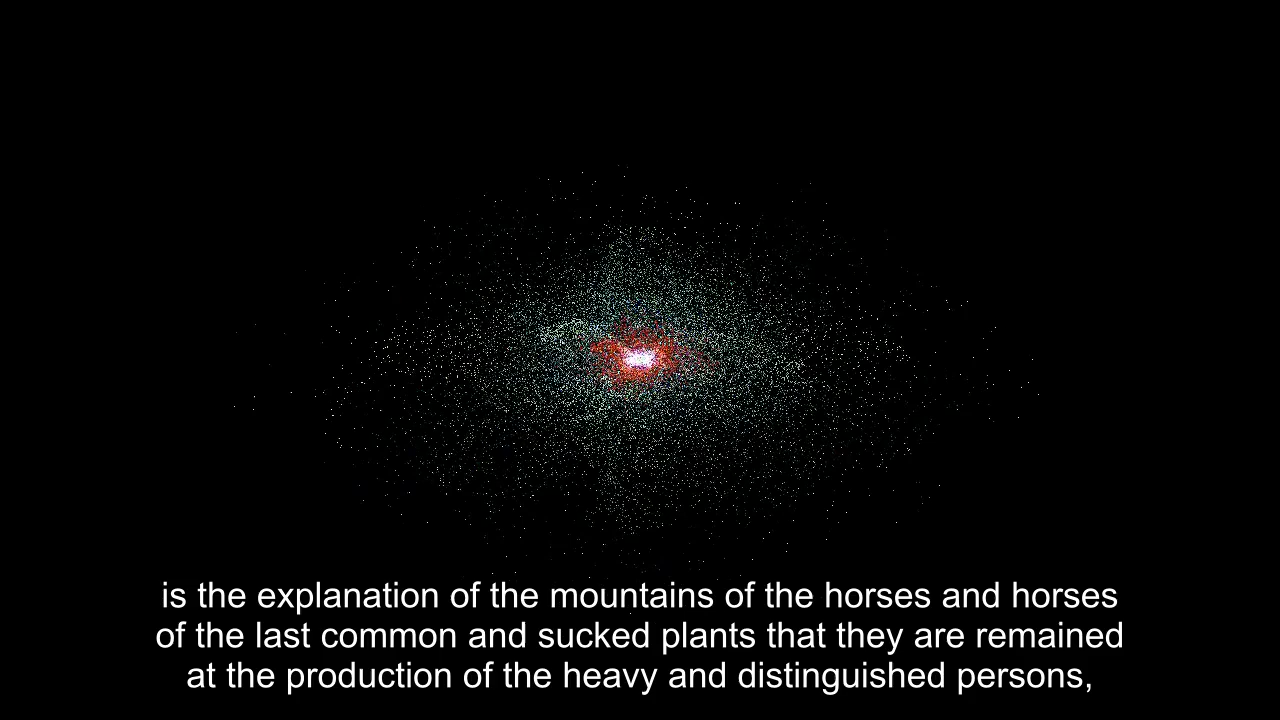 is the explanation of the mountains of the horses and horses
of the last common and sucked plants that they are remained
at the production of the heavy and distinguished persons,